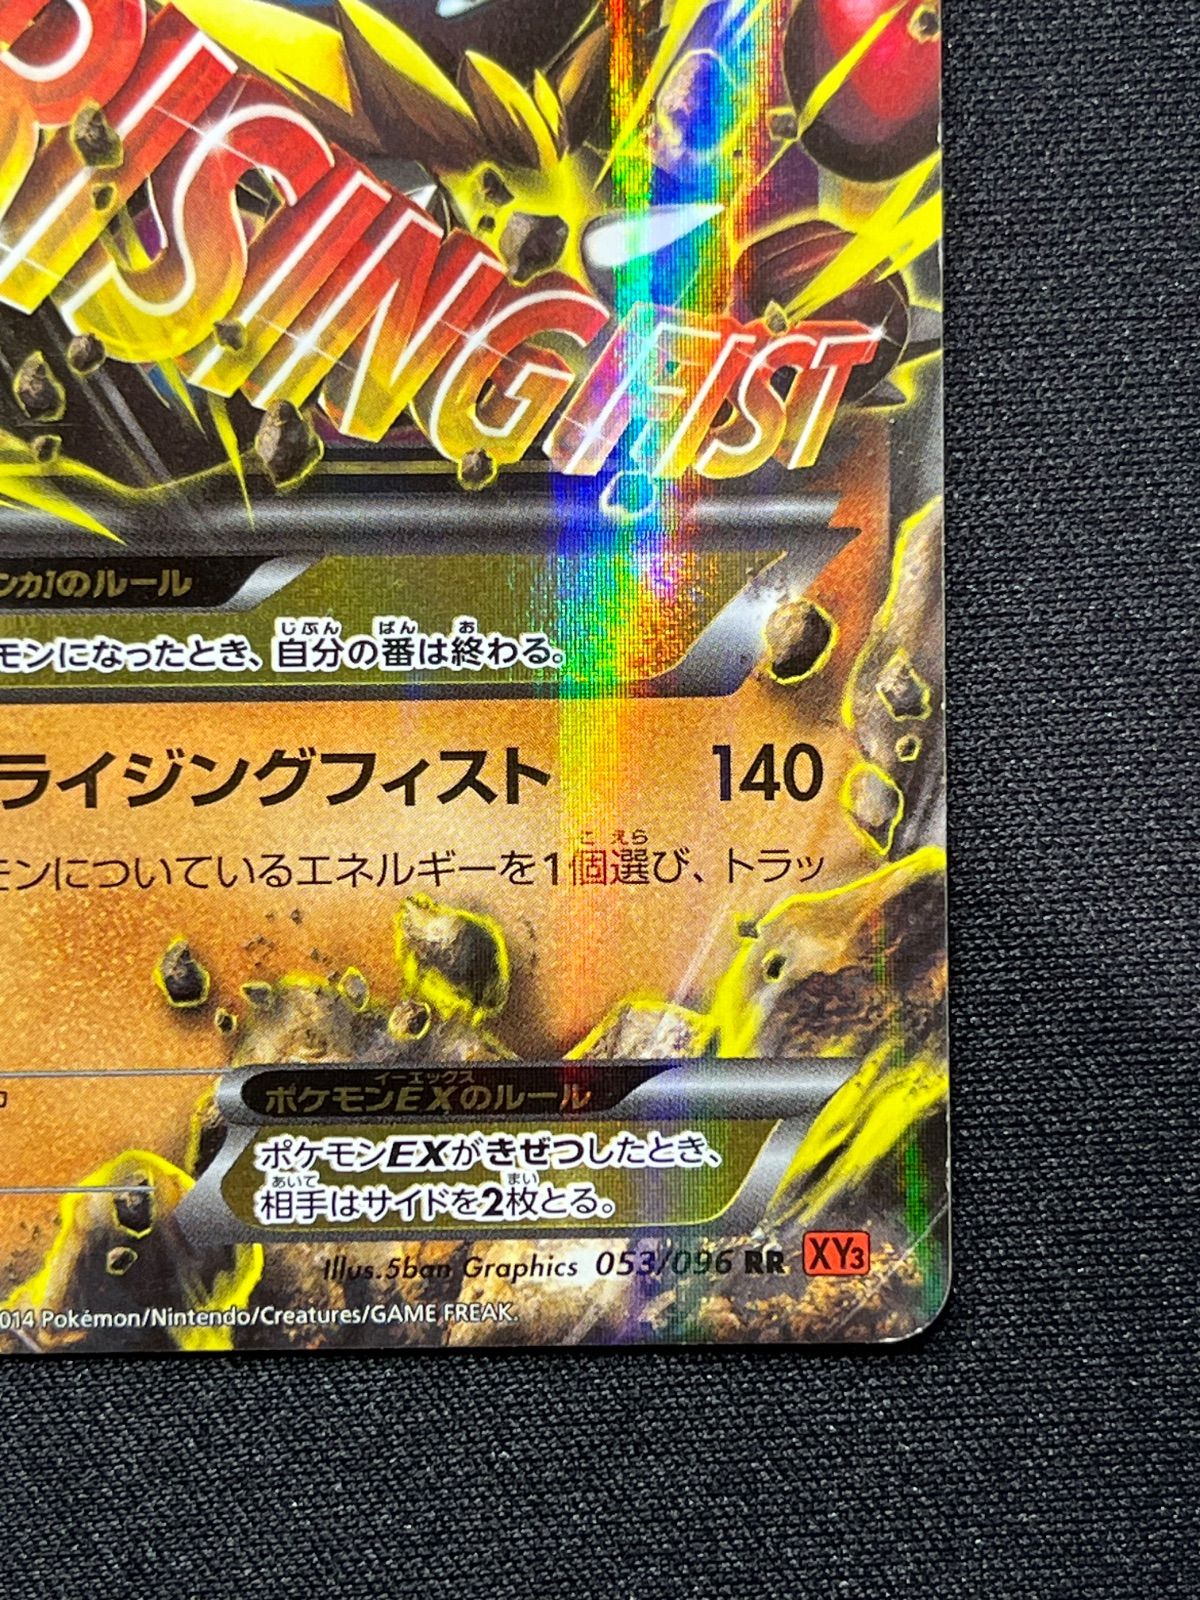 RISING FIST
ンカ]のルール
モンになったとき、自分の番は終わる。
ライジングフィスト 140
モンについているエネルギーを1個選び、トラッ
ポケモンEXのルール
ポケモンEXがきぜつしたとき、
相手はサイドを2枚とる。
Illus.5ban Graphics 053/096 RR XY3
014 Pokémon/Nintendo/Creatures/GAME FREAK.